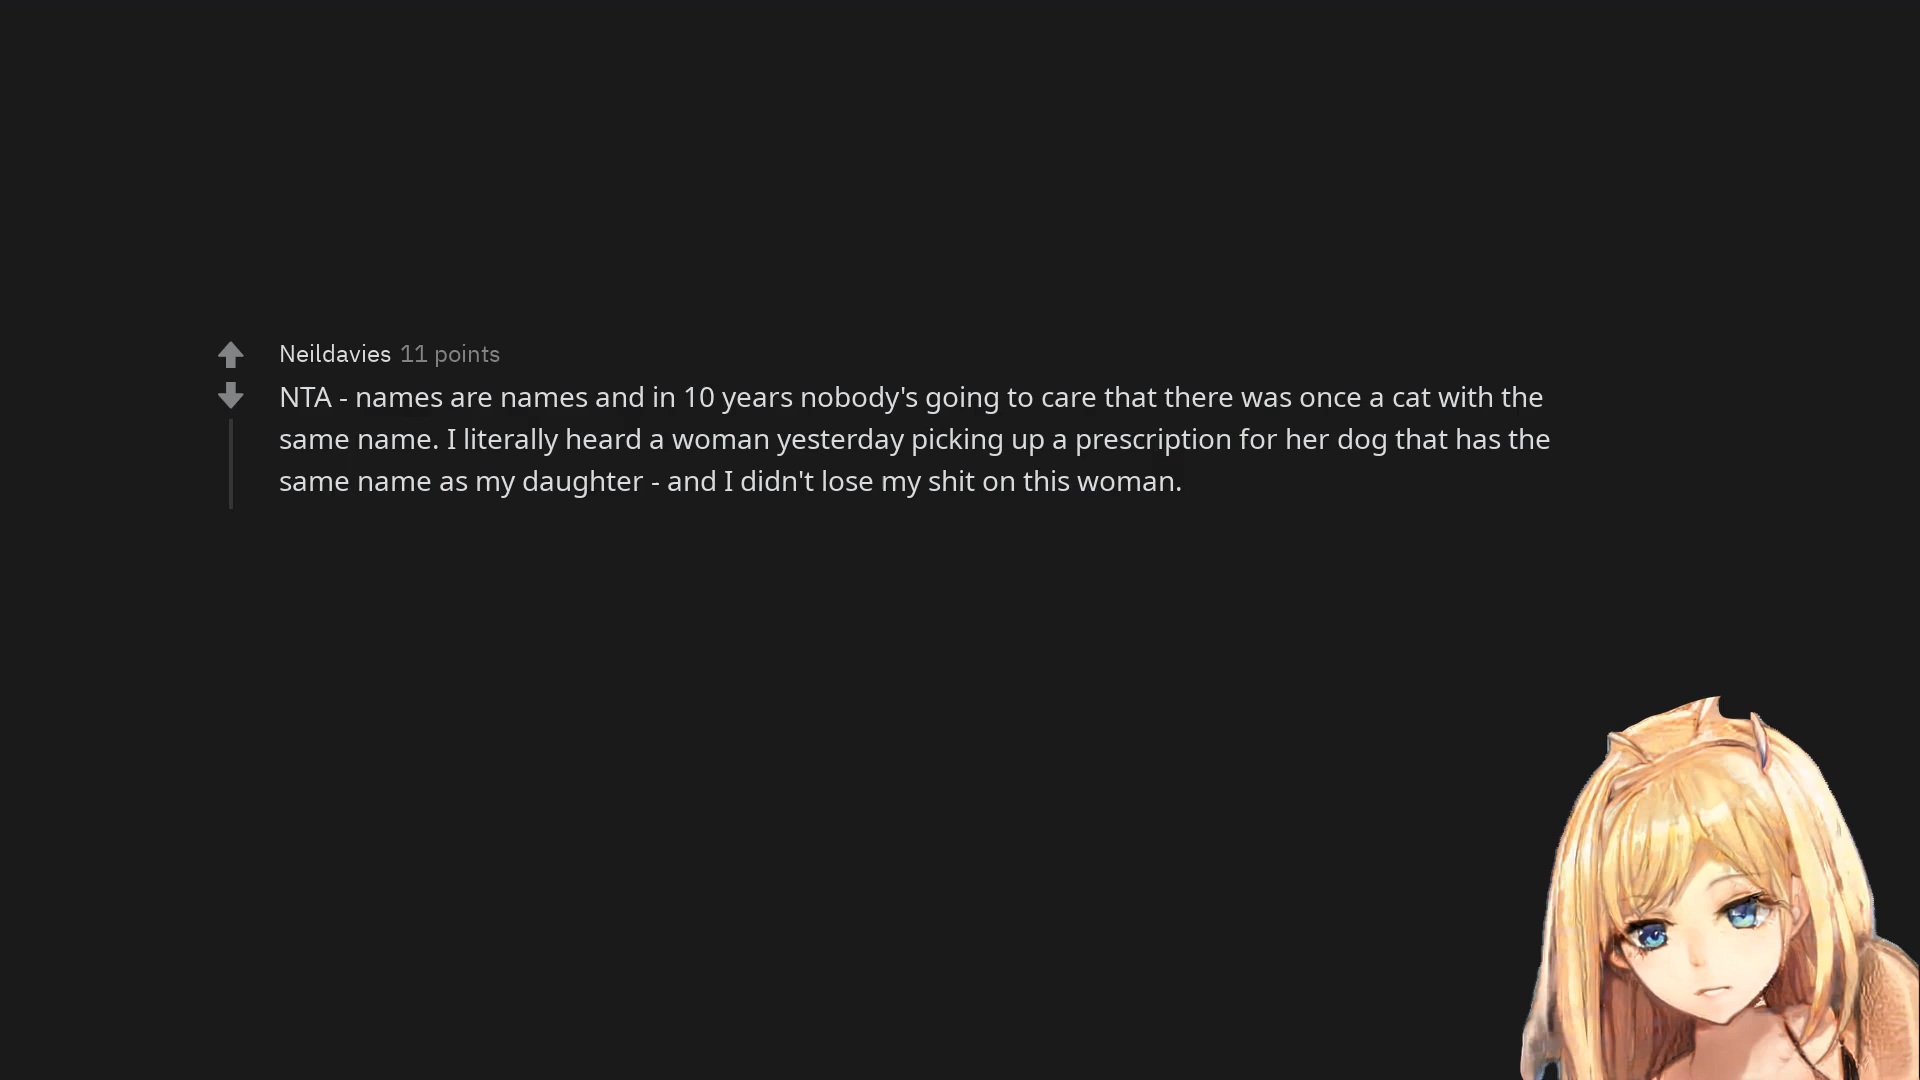 Neildavies 11 points
NTA - names are names and in 10 years nobody's going to care that there was once a cat with the
same name. I literally heard a woman yesterday picking up a prescription for her dog that has the
same name as my daughter - and I didn't lose my shit on this woman.